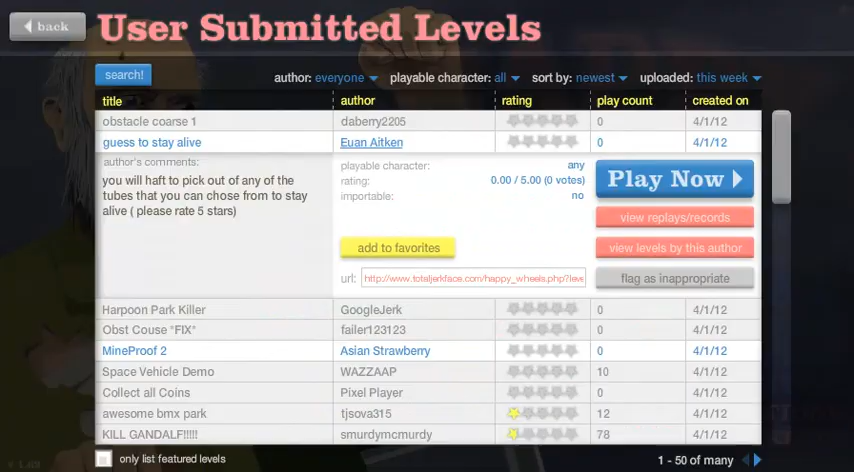 back
User Submitted Levels
search!
author: everyone playable character: all sort by: newest uploaded: this week
title author rating play count created on
obstacle coarse 1 daberry2205 0 4/1/12
guess to stay alive Euan Aitken 0 4/1/12
author's comments:
you will haft to pick out of any of the
tubes that you can chose from to stay
alive ( please rate 5 stars)
playable character: any
rating: 0.00 / 5.00 (0 votes)
importable: no
add to favorites
url: http://www.totaljerkface.com/happy_wheels.php?leve
Play Now
view replays/records
view levels by this author
flag as inappropriate
Harpoon Park Killer GoogleJerk 0 4/1/12
Obst Couse *FIX* failer123123 0 4/1/12
MineProof 2 Asian Strawberry 0 4/1/12
Space Vehicle Demo WAZZAAP 10 4/1/12
Collect all Coins Pixel Player 0 4/1/12
awesome bmx park tjsova315 12 4/1/12
KILL GANDALF!!!!! smurdymcmurdy 78 4/1/12
only list featured levels
1 - 50 of many